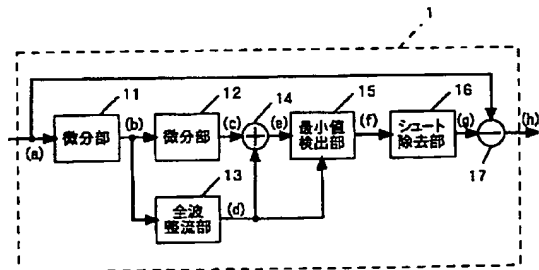 1
11
12
14
15
16
(a)
微分部
(b)
微分部
(c)
(e)
最小値
検出部
(f)
シュート
除去部
(g)
(h)
17
13
全波
整流部
(d)